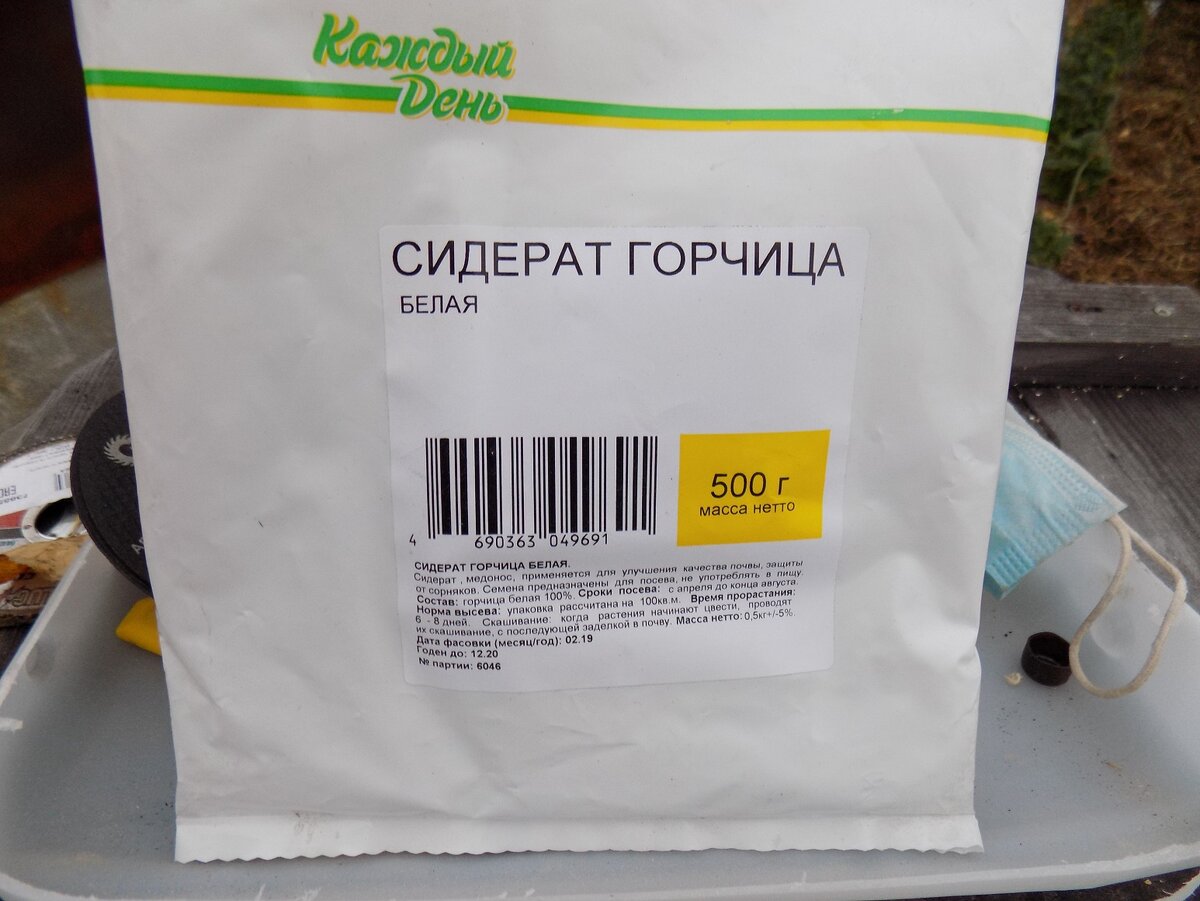 Каждый
День
СИДЕРАТ ГОРЧИЦА
БЕЛАЯ
500 г
масса нетто
4 690363 049691
СИДЕРАТ ГОРЧИЦА БЕЛАЯ.
Сидерат , медонос, применяется для улучшения качества почвы, защиты
от сорняков. Семена предназначены для посева, не употреблять в пищу.
Состав: горчица белая 100%. Сроки посева: с апреля до конца августа.
Норма высева: упаковка рассчитана на 100кв.м. Время прорастания:
6 - 8 дней. Скашивание: когда растения начинают цвести, проводят
их скашивание, с последующей заделкой в почву. Масса нетто: 0,5кг+/-5%.
Дата фасовки (месяц/год): 02.19
Годен до: 12.20
№ партии: 6046